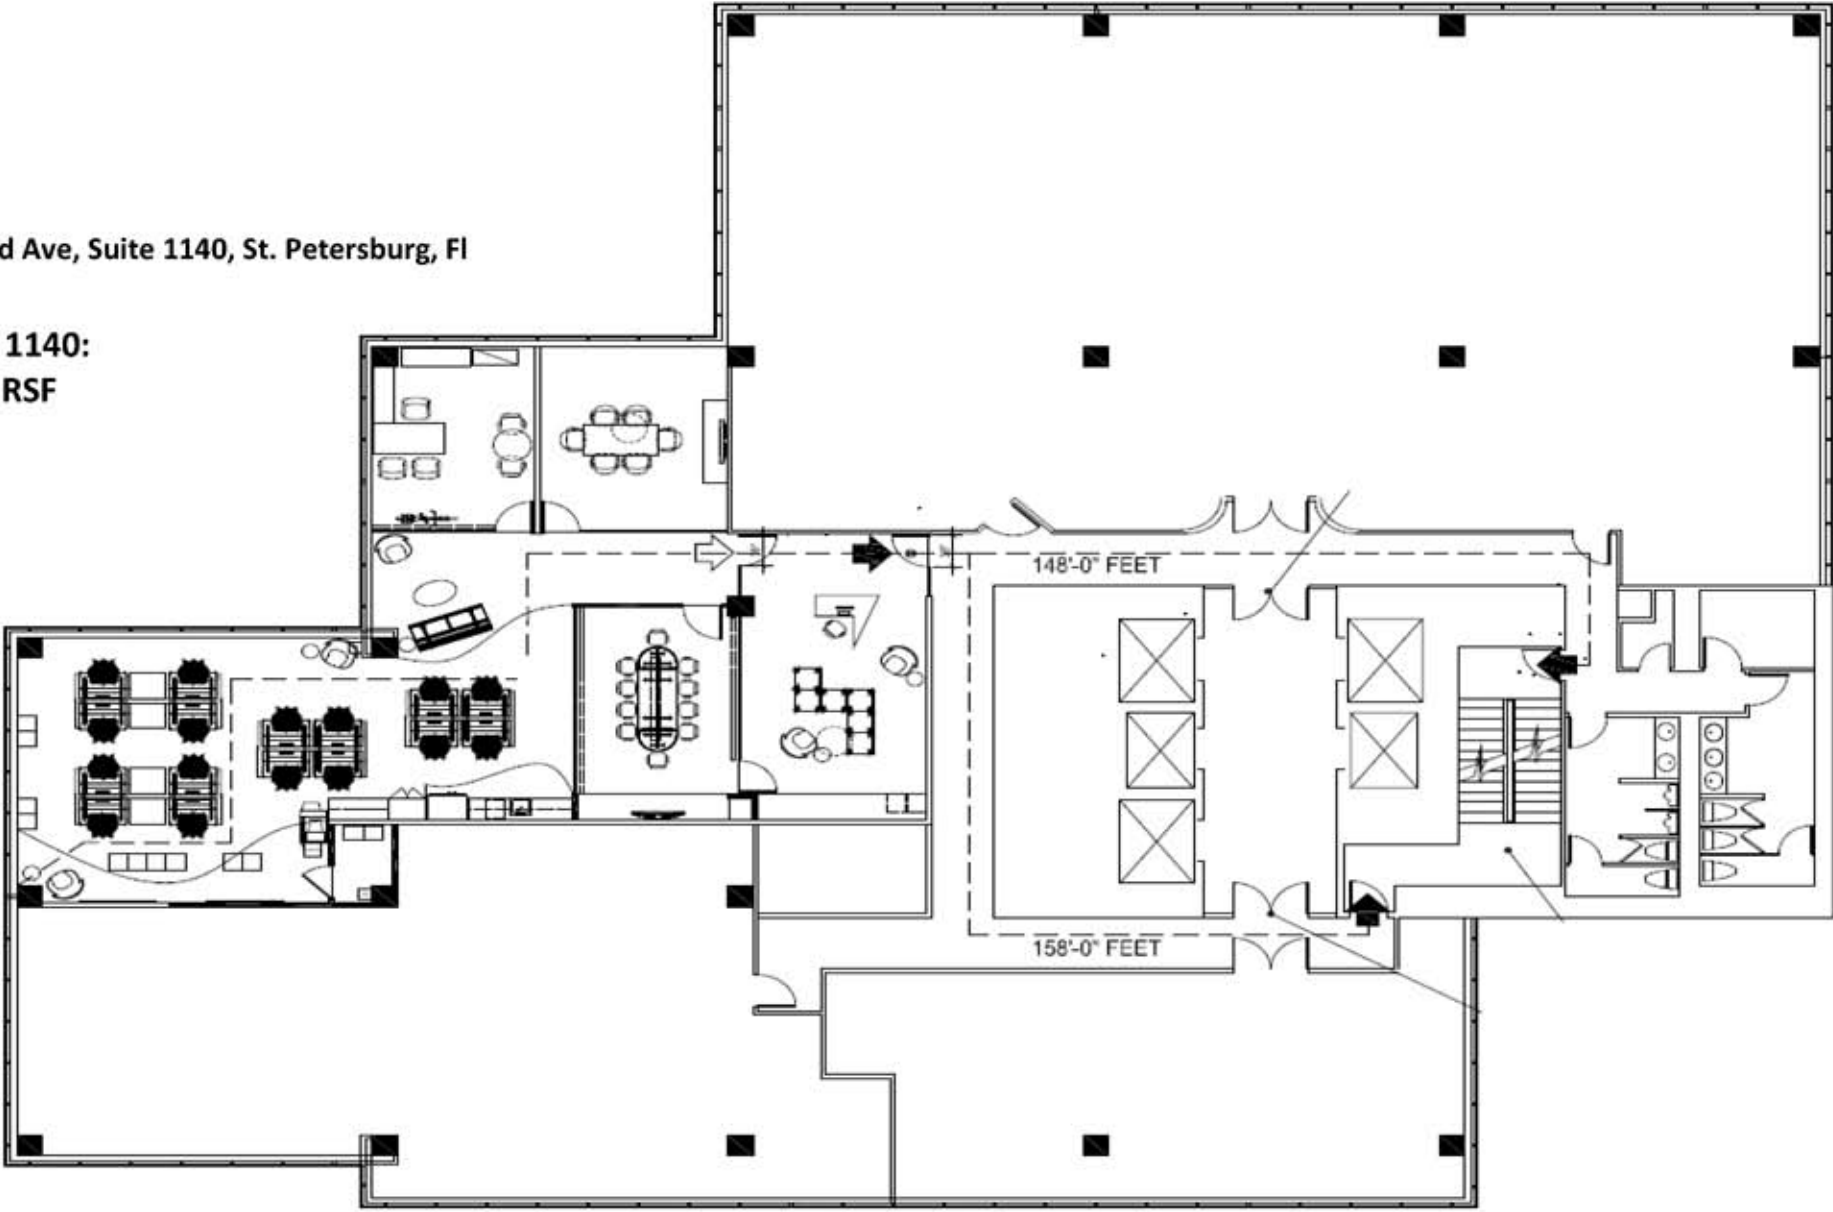 d Ave, Suite 1140, St. Petersburg, Fl
1140:
RSF
148'-0" FEET
158'-0" FEET